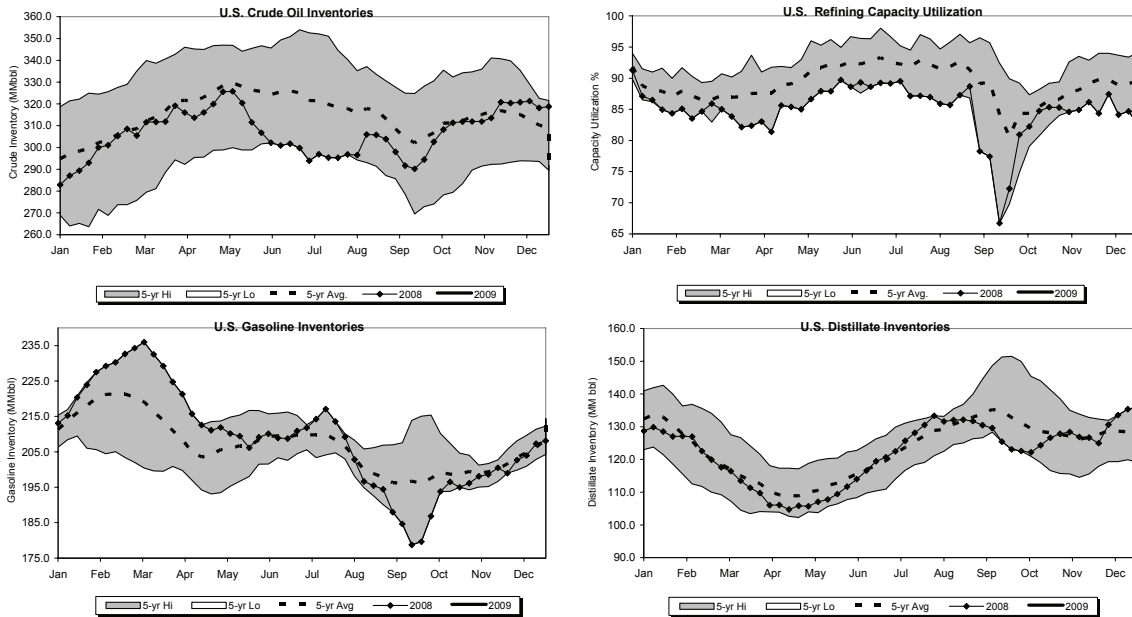 U.S. Crude Oil Inventories
360.0
350.0
340.0
330.0
320.0
310.0
300.0
290.0
280.0
270.0
260.0
Crude Inventory (MMbbl)
Jan Feb Mar Apr May Jun Jul Aug Sep Oct Nov Dec
5-yr Hi 5-yr Lo 5-yr Avg. 2008 2009
U.S. Refining Capacity Utilization
100
95
90
85
80
75
70
65
Capacity Utilization %
Jan Feb Mar Apr May Jun Jul Aug Sep Oct Nov Dec
5-yr Hi 5-yr Lo 5-yr Avg. 2008 2009
U.S. Gasoline Inventories
235.0
225.0
215.0
205.0
195.0
185.0
175.0
Gasoline Inventory (MMbbl)
Jan Feb Mar Apr May Jun Jul Aug Sep Oct Nov Dec
5-yr Hi 5-yr Lo 5-yr Avg 2008 2009
U.S. Distillate Inventories
160.0
150.0
140.0
130.0
120.0
110.0
100.0
90.0
Distiillate Inventory (MM bbl)
Jan Feb Mar Apr May Jun Jul Aug Sep Oct Nov Dec
5-yr Hi 5-yr Lo 5-yr Avg 2008 2009